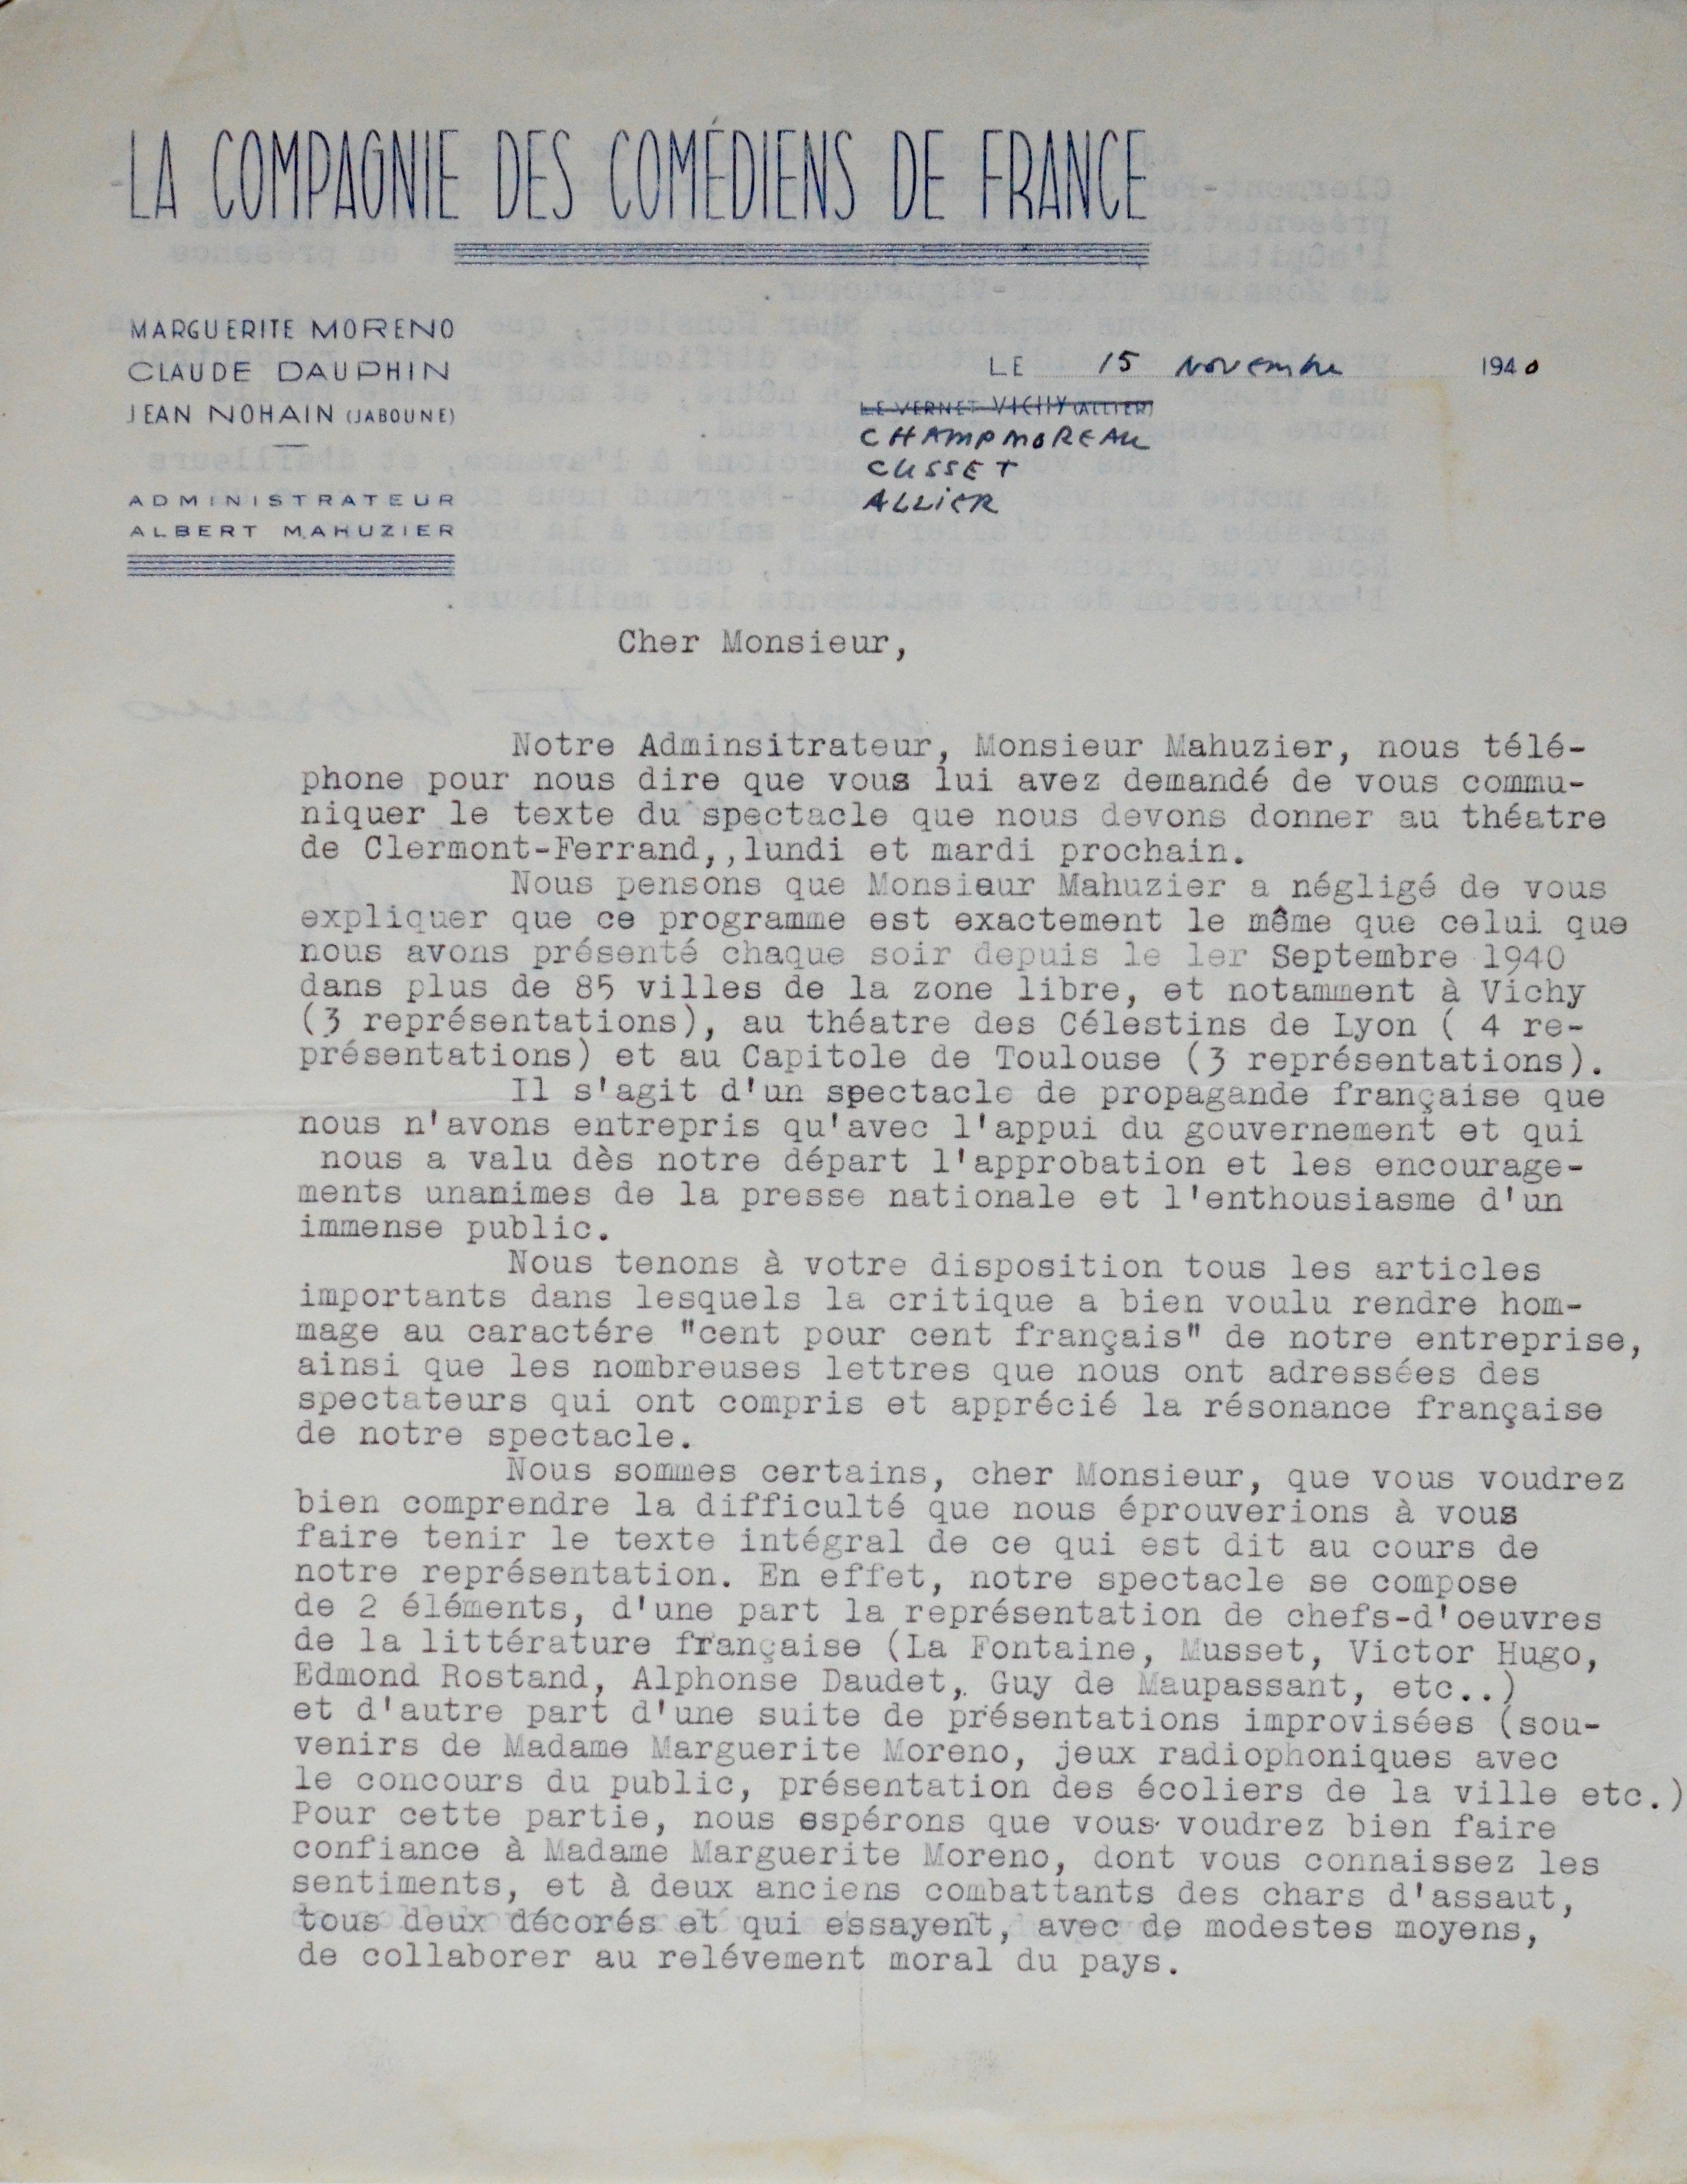 LA COMPAGNIE DES COMÉDIENS DE FRANCE
MARGUERITE MORENO
CLAUDE DAUPHIN
JEAN NOHAIN (JABOUNE)
ADMINISTRATEUR
ALBERT MAHUZIER
LE 15 Novembre 1940
LE VERNET VICHY (ALLIER)
CHAMPMOREAU
CUSSET
ALLIER
Cher Monsieur,
Notre Adminsitrateur, Monsieur Mahuzier, nous télé-
phone pour nous dire que vous lui avez demandé de vous commu-
niquer le texte du spectacle que nous devons donner au théatre
de Clermont-Ferrand,,lundi et mardi prochain.
Nous pensons que Monsieur Mahuzier a négligé de vous
expliquer que ce programme est exactement le même que celui que
nous avons présenté chaque soir depuis le 1er Septembre 1940
dans plus de 85 villes de la zone libre, et notamment à Vichy
(3 représentations), au théatre des Célestins de Lyon ( 4 re-
présentations) et au Capitole de Toulouse (3 représentations).
Il s'agit d'un spectacle de propagande française que
nous n'avons entrepris qu'avec l'appui du gouvernement et qui
nous a valu dès notre départ l'approbation et les encourage-
ments unanimes de la presse nationale et l'enthousiasme d'un
immense public.
Nous tenons à votre disposition tous les articles
importants dans lesquels la critique a bien voulu rendre hom-
mage au caractére "cent pour cent français" de notre entreprise,
ainsi que les nombreuses lettres que nous ont adressées des
spectateurs qui ont compris et apprécié la résonance française
de notre spectacle.
Nous sommes certains, cher Monsieur, que vous voudrez
bien comprendre la difficulté que nous éprouverions à vous
faire tenir le texte intégral de ce qui est dit au cours de
notre représentation. En effet, notre spectacle se compose
de 2 éléments, d'une part la représentation de chefs-d'oeuvres
de la littérature française (La Fontaine, Musset, Victor Hugo,
Edmond Rostand, Alphonse Daudet,. Guy de Maupassant, etc..)
et d'autre part d'une suite de présentations improvisées (sou-
venirs de Madame Marguerite Moreno, jeux radiophoniques avec
le concours du public, présentation des écoliers de la ville etc.)
Pour cette partie, nous espérons que vous voudrez bien faire
confiance à Madame Marguerite Moreno, dont vous connaissez les
sentiments, et à deux anciens combattants des chars d'assaut,
tous deux décorés et qui essayent, avec de modestes moyens,
de collaborer au relévement moral du pays.